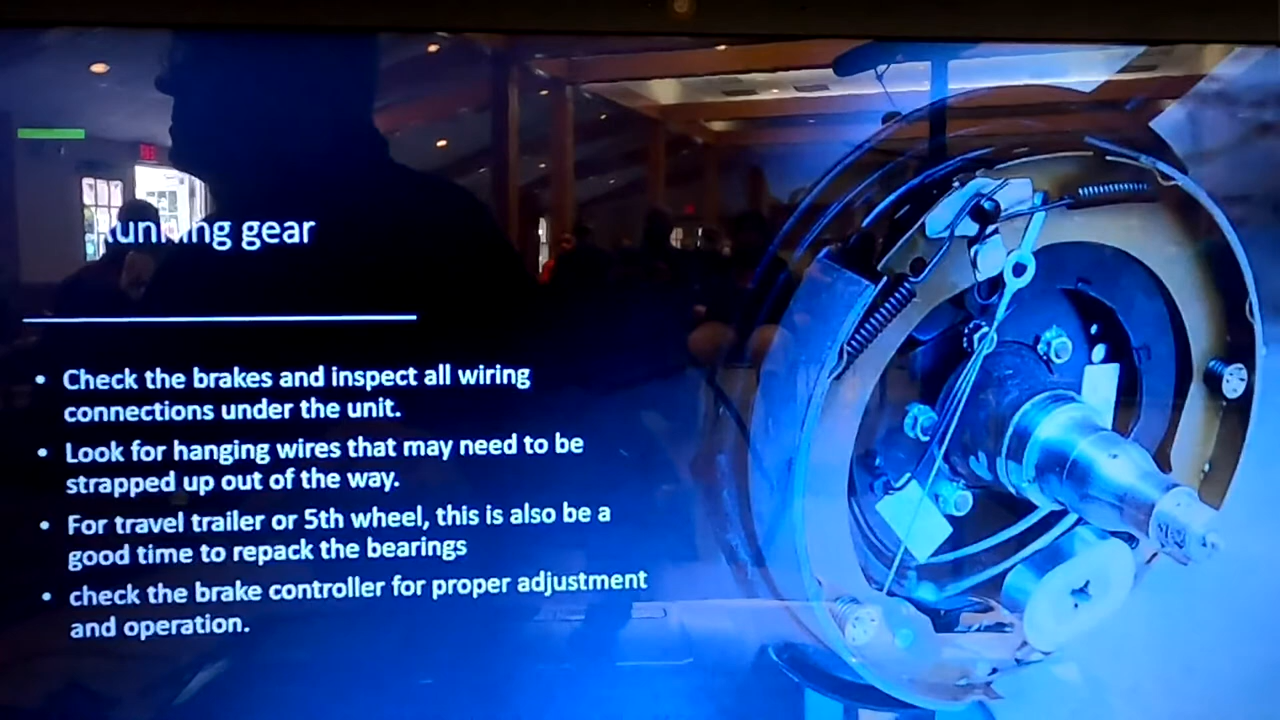 Running gear
• Check the brakes and inspect all wiring
connections under the unit.
• Look for hanging wires that may need to be
strapped up out of the way.
• For travel trailer or 5th wheel, this is also be a
good time to repack the bearings
• check the brake controller for proper adjustment
and operation.